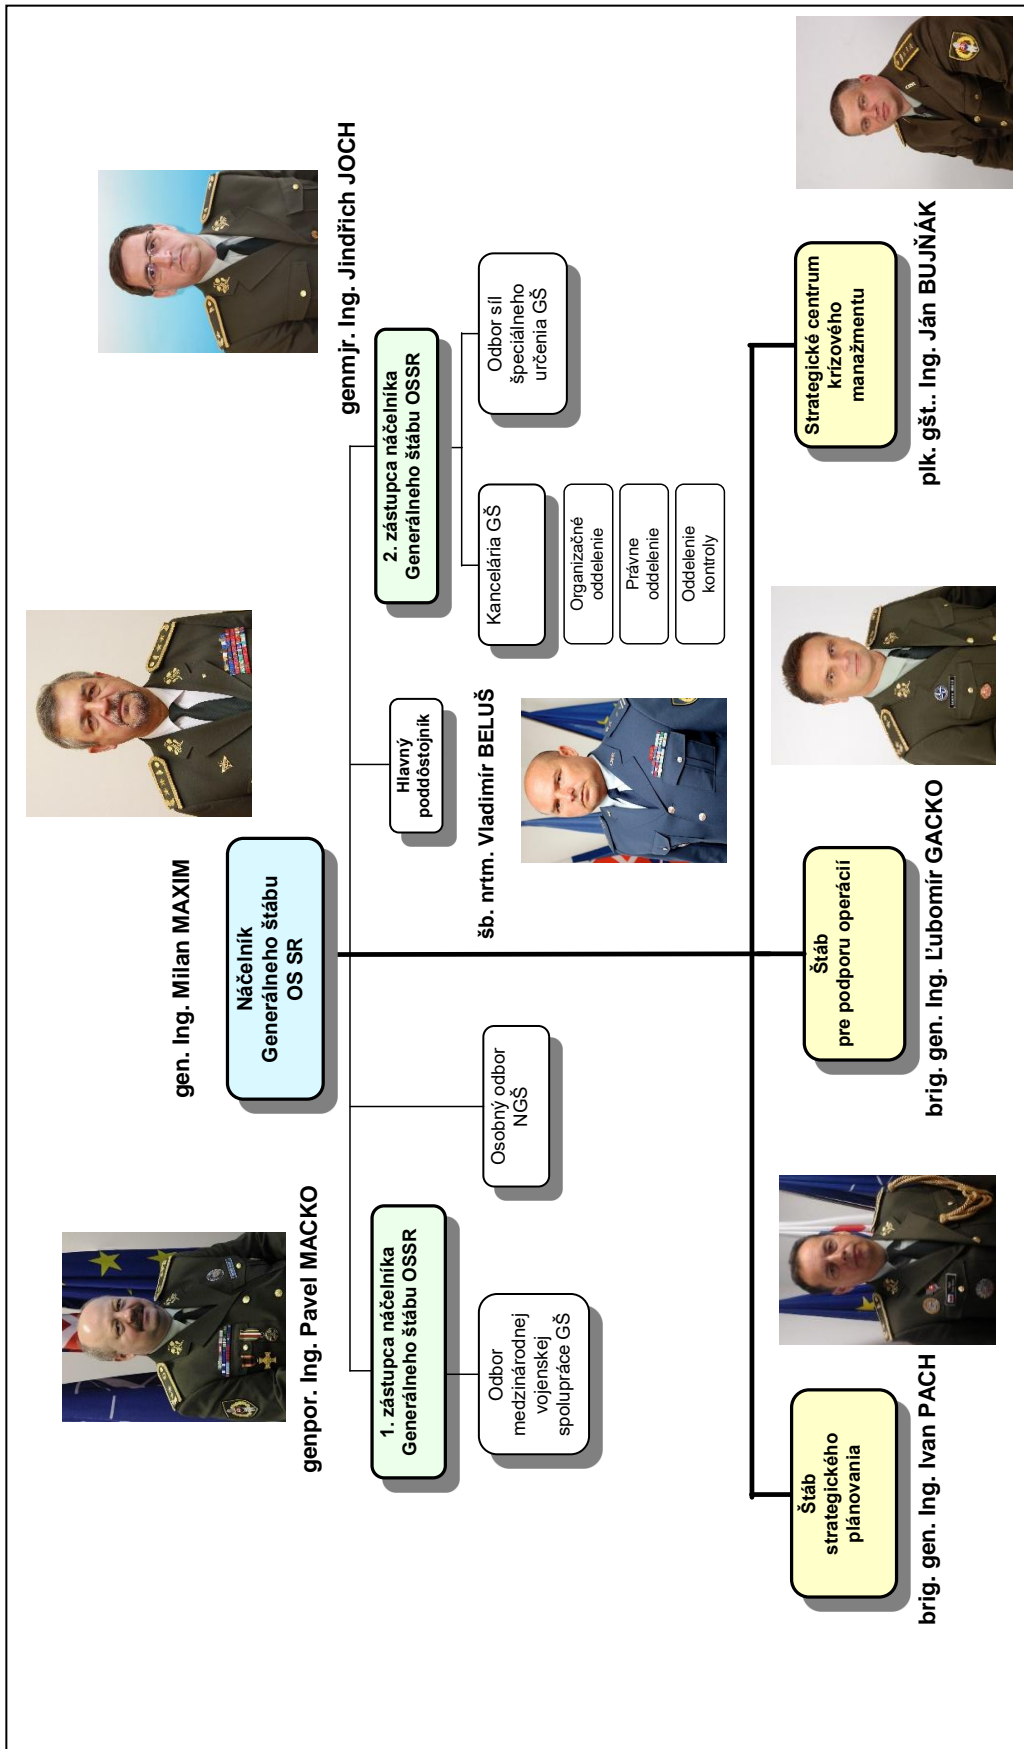 gen. Ing. Milan MAXIM
Náčelník
Generálneho štábu
OS SR
genpor. Ing. Pavel MACKO
1. zástupca náčelníka
Generálneho štábu OSSR
Odbor
medzinárodnej
vojenskej
spolupráce GŠ
Osobný odbor
NGŠ
Hlavný
poddôstojník
šb. nrtm. Vladimír BELUŠ
genmjr. Ing. Jindřich JOCH
2. zástupca náčelníka
Generálneho štábu OSSR
Kancelária GŠ
Organizačné
oddelenie
Právne
oddelenie
Oddelenie
kontroly
Odbor síl
špeciálneho
určenia GŠ
Štáb
strategického
plánovania
brig. gen. Ing. Ivan PACH
Štáb
pre podporu operácií
brig. gen. Ing. Ľubomír GACKO
Strategické centrum
krízového
manažmentu
plk. gšt.. Ing. Ján BUJŇÁK